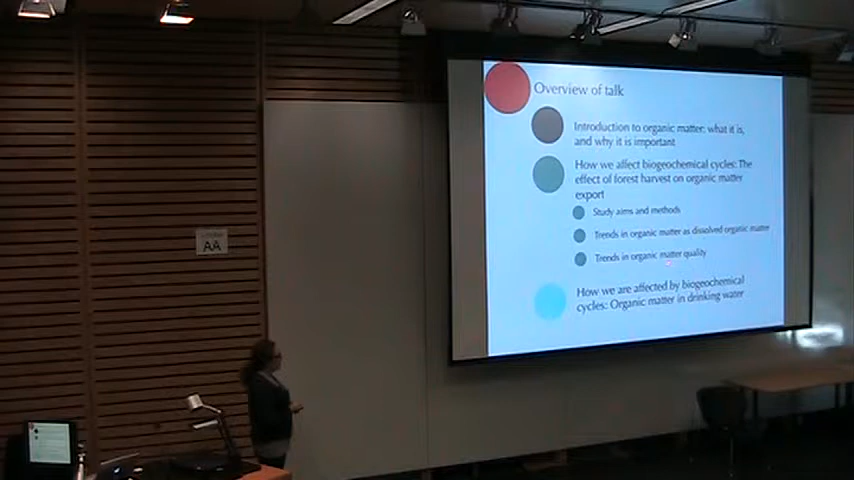 Overview of talk
Introduction to organic matter: what it is,
and why it is important
How we affect biogeochemical cycles: The
effect of forest harvest on organic matter
export
Study aims and methods
Trends in organic matter as dissolved organic matter
Trends in organic matter quality
How we are affected by biogeochemical
cycles: Organic matter in drinking water
AA